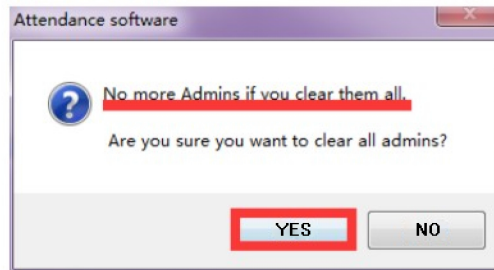 Attendance software
No more Admins if you clear them all.
Are you sure you want to clear all admins?
YES NO